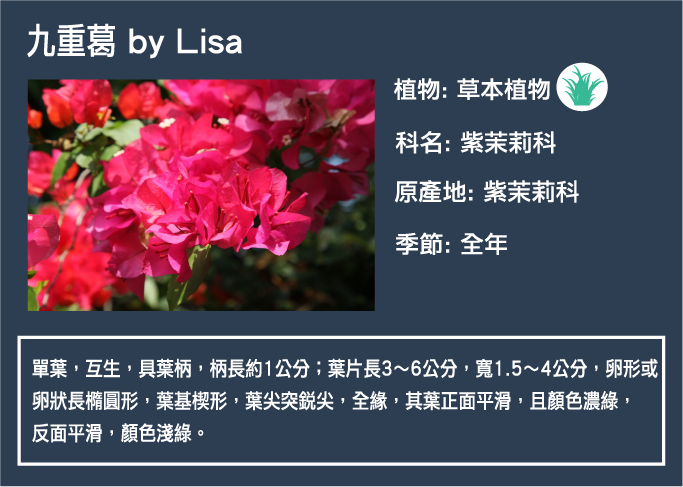 九重葛 by Lisa
植物: 草本植物
科名: 紫茉莉科
原產地: 紫茉莉科
季節: 全年
單葉，互生，具葉柄，柄長約1公分；葉片長3～6公分，寬1.5～4公分，卵形或
卵狀長橢圓形，葉基楔形，葉尖突銳尖，全緣，其葉正面平滑，且顏色濃綠，
反面平滑，顏色淺綠。